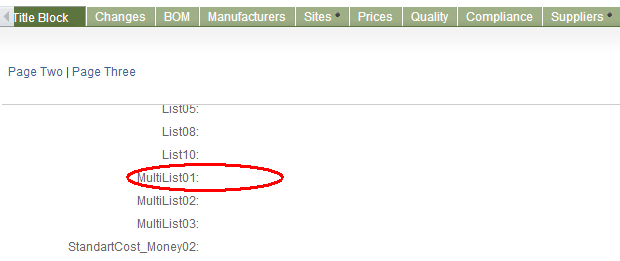 Title Block Changes BOM Manufacturers Sites Prices Quality Compliance Suppliers
Page Two | Page Three
List05:
List08:
List10:
MultiList01:
MultiList02:
MultiList03:
StandartCost_Money02: